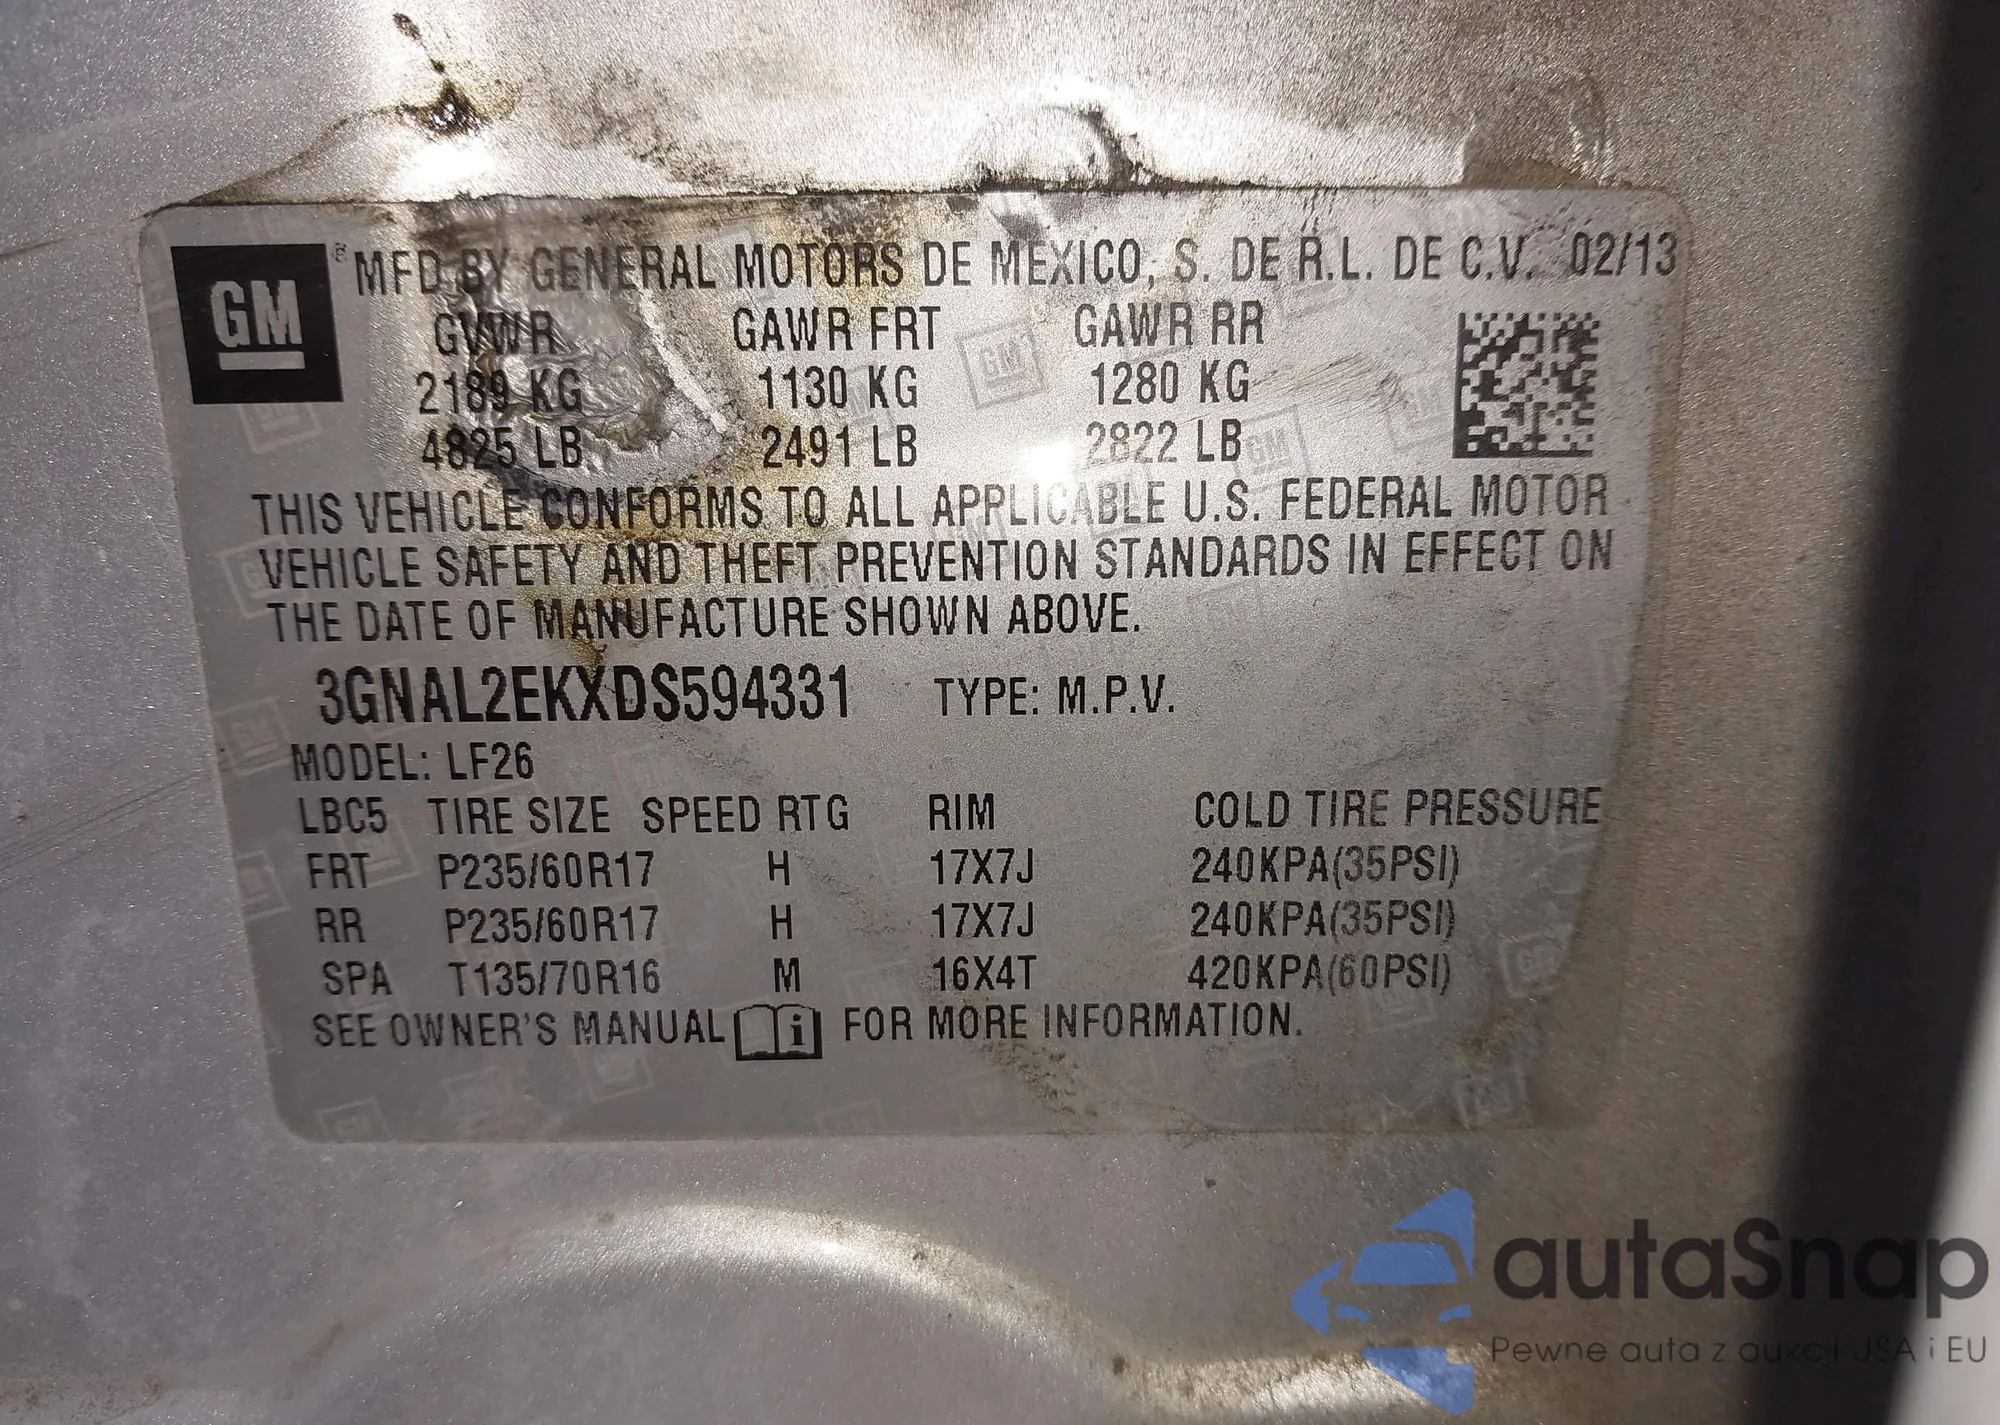 GM ® MFD BY GENERAL MOTORS DE MEXICO, S. DE R.L. DE C.V. 02/13
GVWR GAWR FRT GAWR RR
2189 KG 1130 KG 1280 KG
4825 LB 2491 LB 2822 LB
THIS VEHICLE CONFORMS TO ALL APPLICABLE U.S. FEDERAL MOTOR
VEHICLE SAFETY AND THEFT PREVENTION STANDARDS IN EFFECT ON
THE DATE OF MANUFACTURE SHOWN ABOVE.
3GNAL2EKXDS594331 TYPE: M.P.V.
MODEL: LF26
LBC5 TIRE SIZE SPEED RTG RIM COLD TIRE PRESSURE
FRT P235/60R17 H 17X7J 240KPA(35PSI)
RR P235/60R17 H 17X7J 240KPA(35PSI)
SPA T135/70R16 M 16X4T 420KPA(60PSI)
SEE OWNER'S MANUAL i FOR MORE INFORMATION.
autaSnap
Pewne auta z aukcji USA i EU